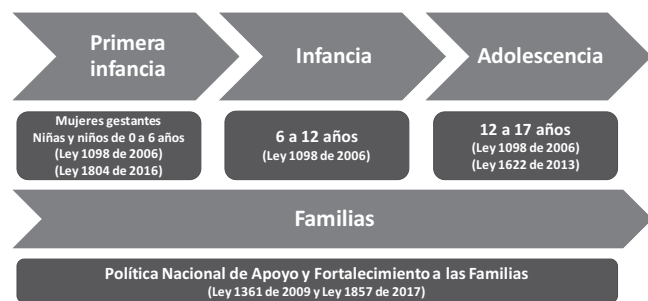 Primera
infancia
Infancia
Adolescencia
Mujeres gestantes
Niñas y niños de 0 a 6 años
(Ley 1098 de 2006)
(Ley 1804 de 2016)
6 a 12 años
(Ley 1098 de 2006)
12 a 17 años
(Ley 1098 de 2006)
(Ley 1622 de 2013)
Familias
Política Nacional de Apoyo y Fortalecimiento a las Familias
(Ley 1361 de 2009 y Ley 1857 de 2017)